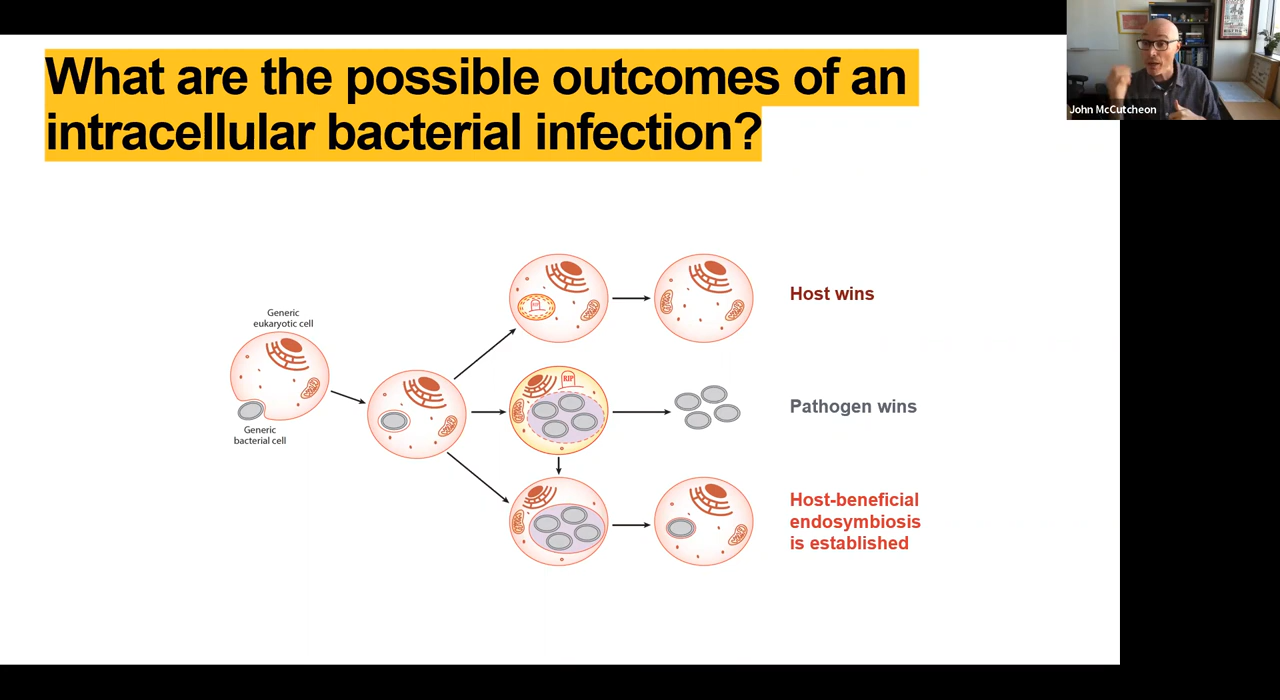 What are the possible outcomes of an
intracellular bacterial infection?
John McCutcheon
Generic
eukaryotic cell
Generic
bacterial cell
RIP
Host wins
RIP
Pathogen wins
Host-beneficial
endosymbiosis
is established